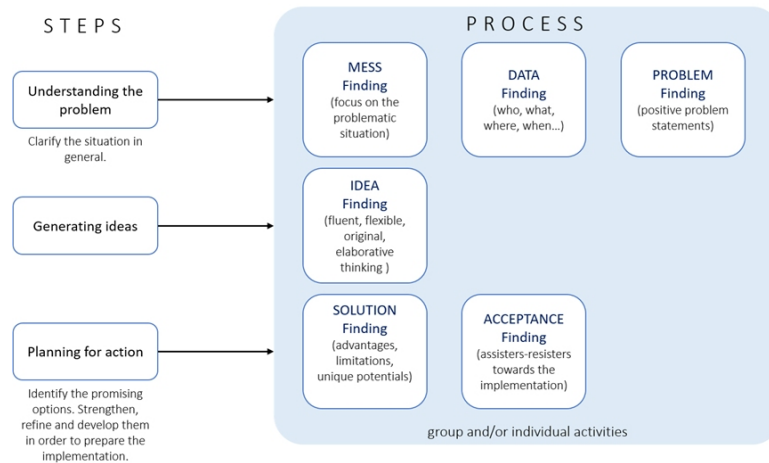 STEPS
PROCESS
Understanding the
problem
Clarify the situation in
general.
MESS
Finding
(focus on the
problematic
situation)
DATA
Finding
(who, what,
where, when...)
PROBLEM
Finding
(positive problem
statements)
Generating ideas
IDEA
Finding
(fluent, flexible,
original,
elaborative
thinking )
Planning for action
Identify the promising
options. Strengthen,
refine and develop them
in order to prepare the
implementation.
SOLUTION
Finding
(advantages,
limitations,
unique potentials)
ACCEPTANCE
Finding
(assisters-resisters
towards the
implementation)
group and/or individual activities